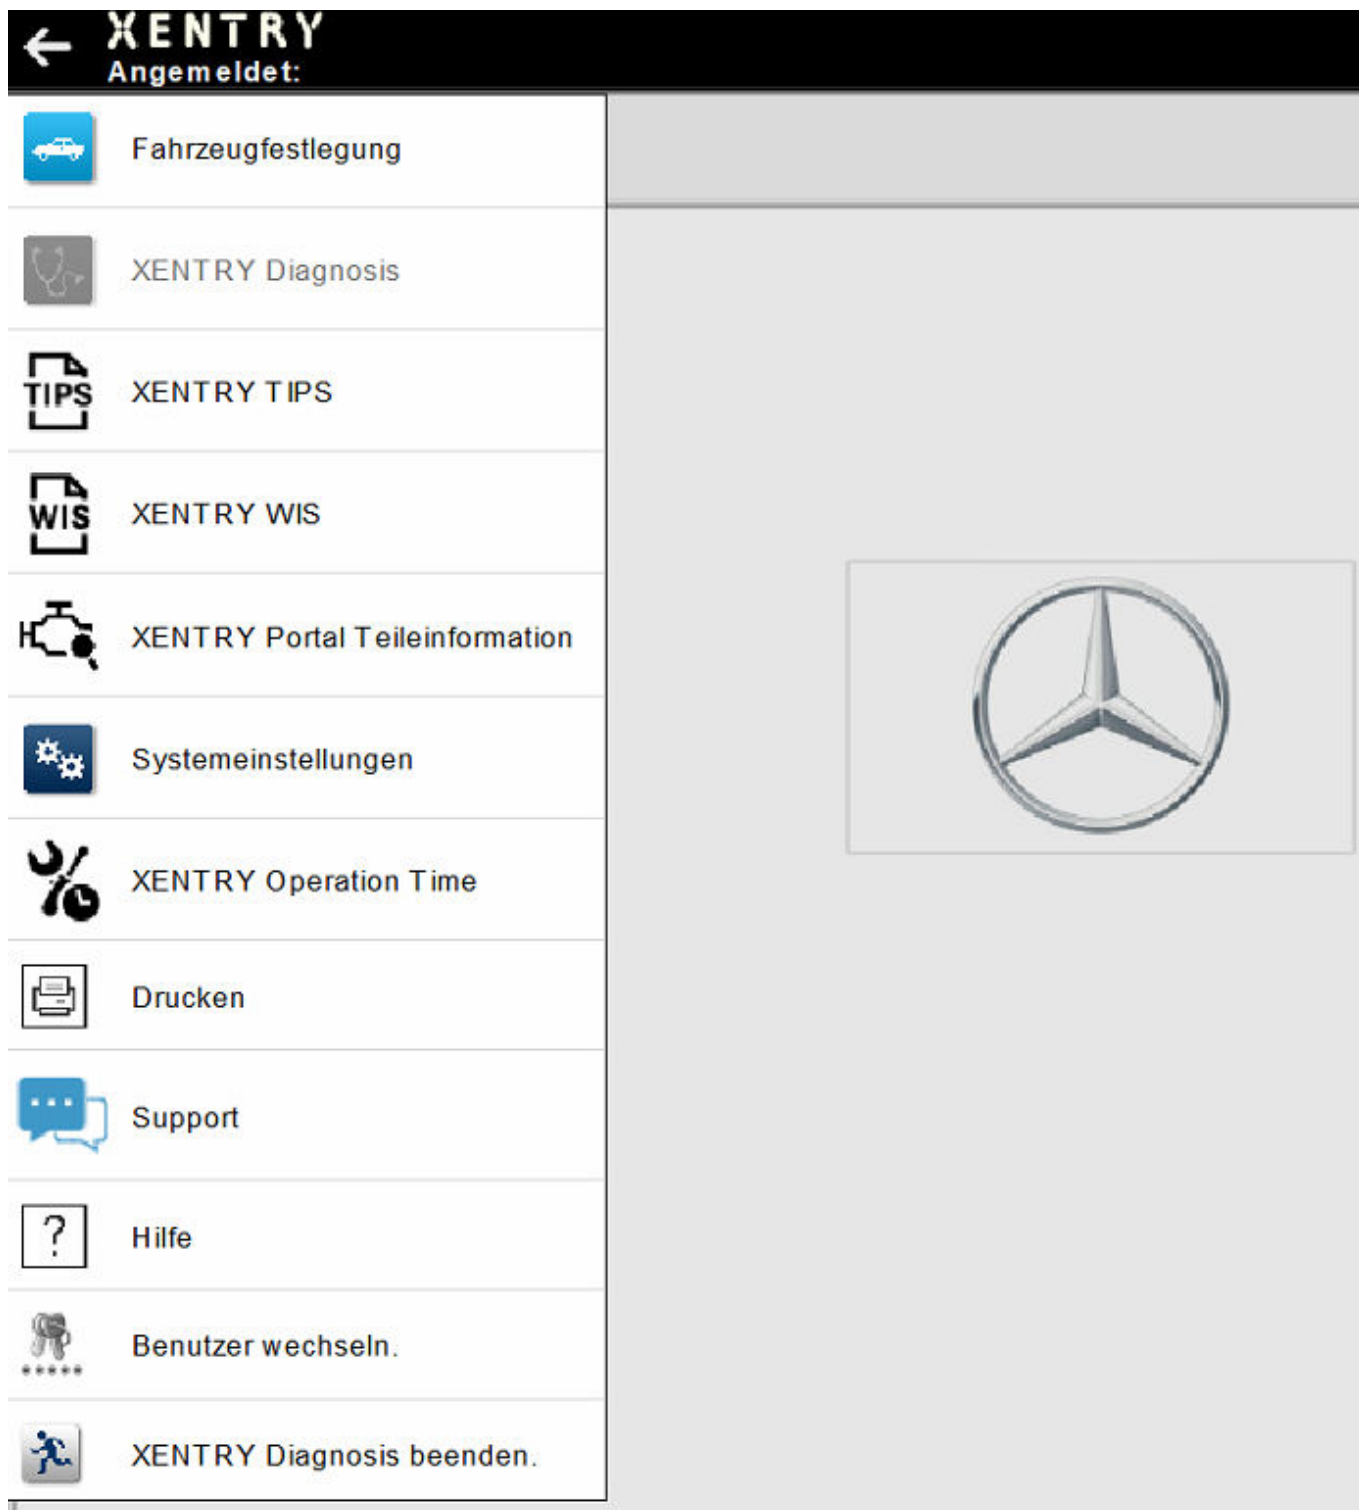 XENTRY
Angemeldet:
Fahrzeugfestlegung
XENTRY Diagnosis
TIPS
XENTRY TIPS
WIS
XENTRY WIS
XENTRY Portal Teileinformation
Systemeinstellungen
XENTRY Operation Time
Drucken
Support
?
Hilfe
Benutzer wechseln.
XENTRY Diagnosis beenden.